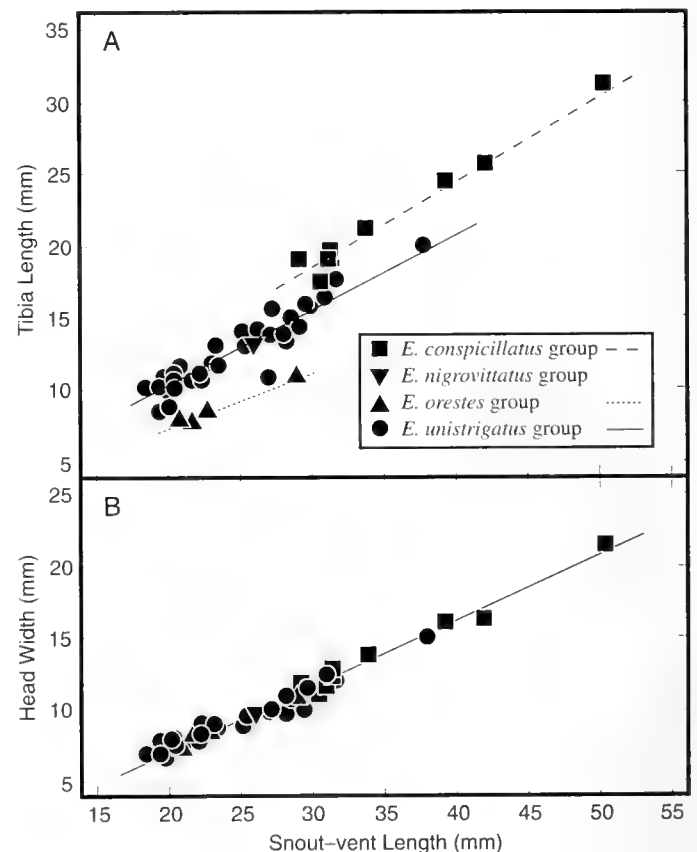 A
35
30
25
20
15
10
5
Tibia Length (mm)
E. conspicillatus group
E. nigrovittatus group
E. orestes group
E. unistrigatus group
B
25
20
15
10
5
Head Width (mm)
15 20 25 30 35 40 45 50 55
Snout–vent Length (mm)